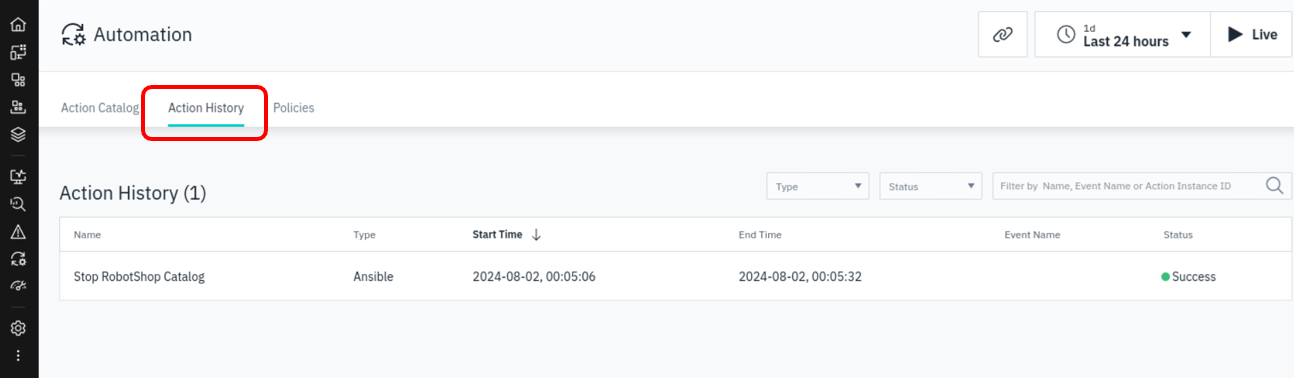 Automation
1d
Last 24 hours
Live
Action Catalog
Action History
Policies
Action History (1)
Type
Status
Filter by Name, Event Name or Action Instance ID
Name Type Start Time End Time Event Name Status
Stop RobotShop Catalog Ansible 2024-08-02, 00:05:06 2024-08-02, 00:05:32 Success